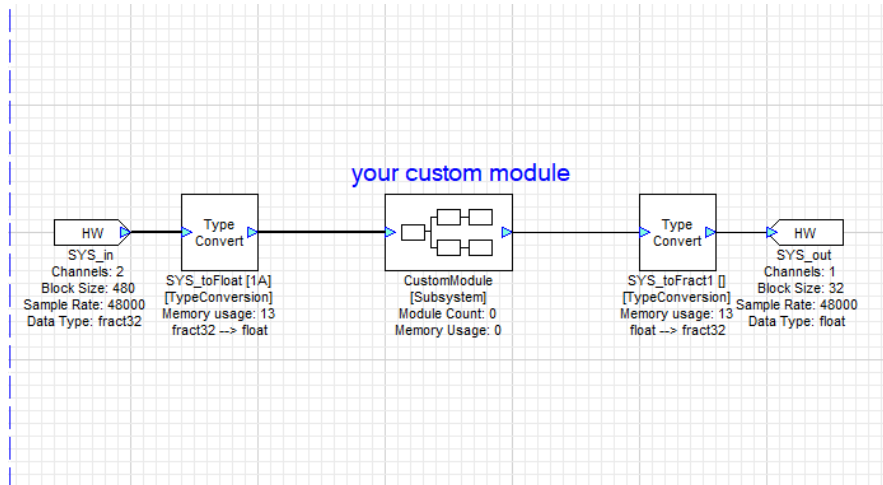 your custom module
HW
SYS_in
Channels: 2
Block Size: 480
Sample Rate: 48000
Data Type: fract32
Type
Convert
SYS_toFloat [1A]
[TypeConversion]
Memory usage: 13
fract32 --> float
CustomModule
[Subsystem]
Module Count: 0
Memory Usage: 0
Type
Convert
SYS_toFract1 []
[TypeConversion]
Memory usage: 13
float --> fract32
HW
SYS_out
Channels: 1
Block Size: 32
Sample Rate: 48000
Data Type: float